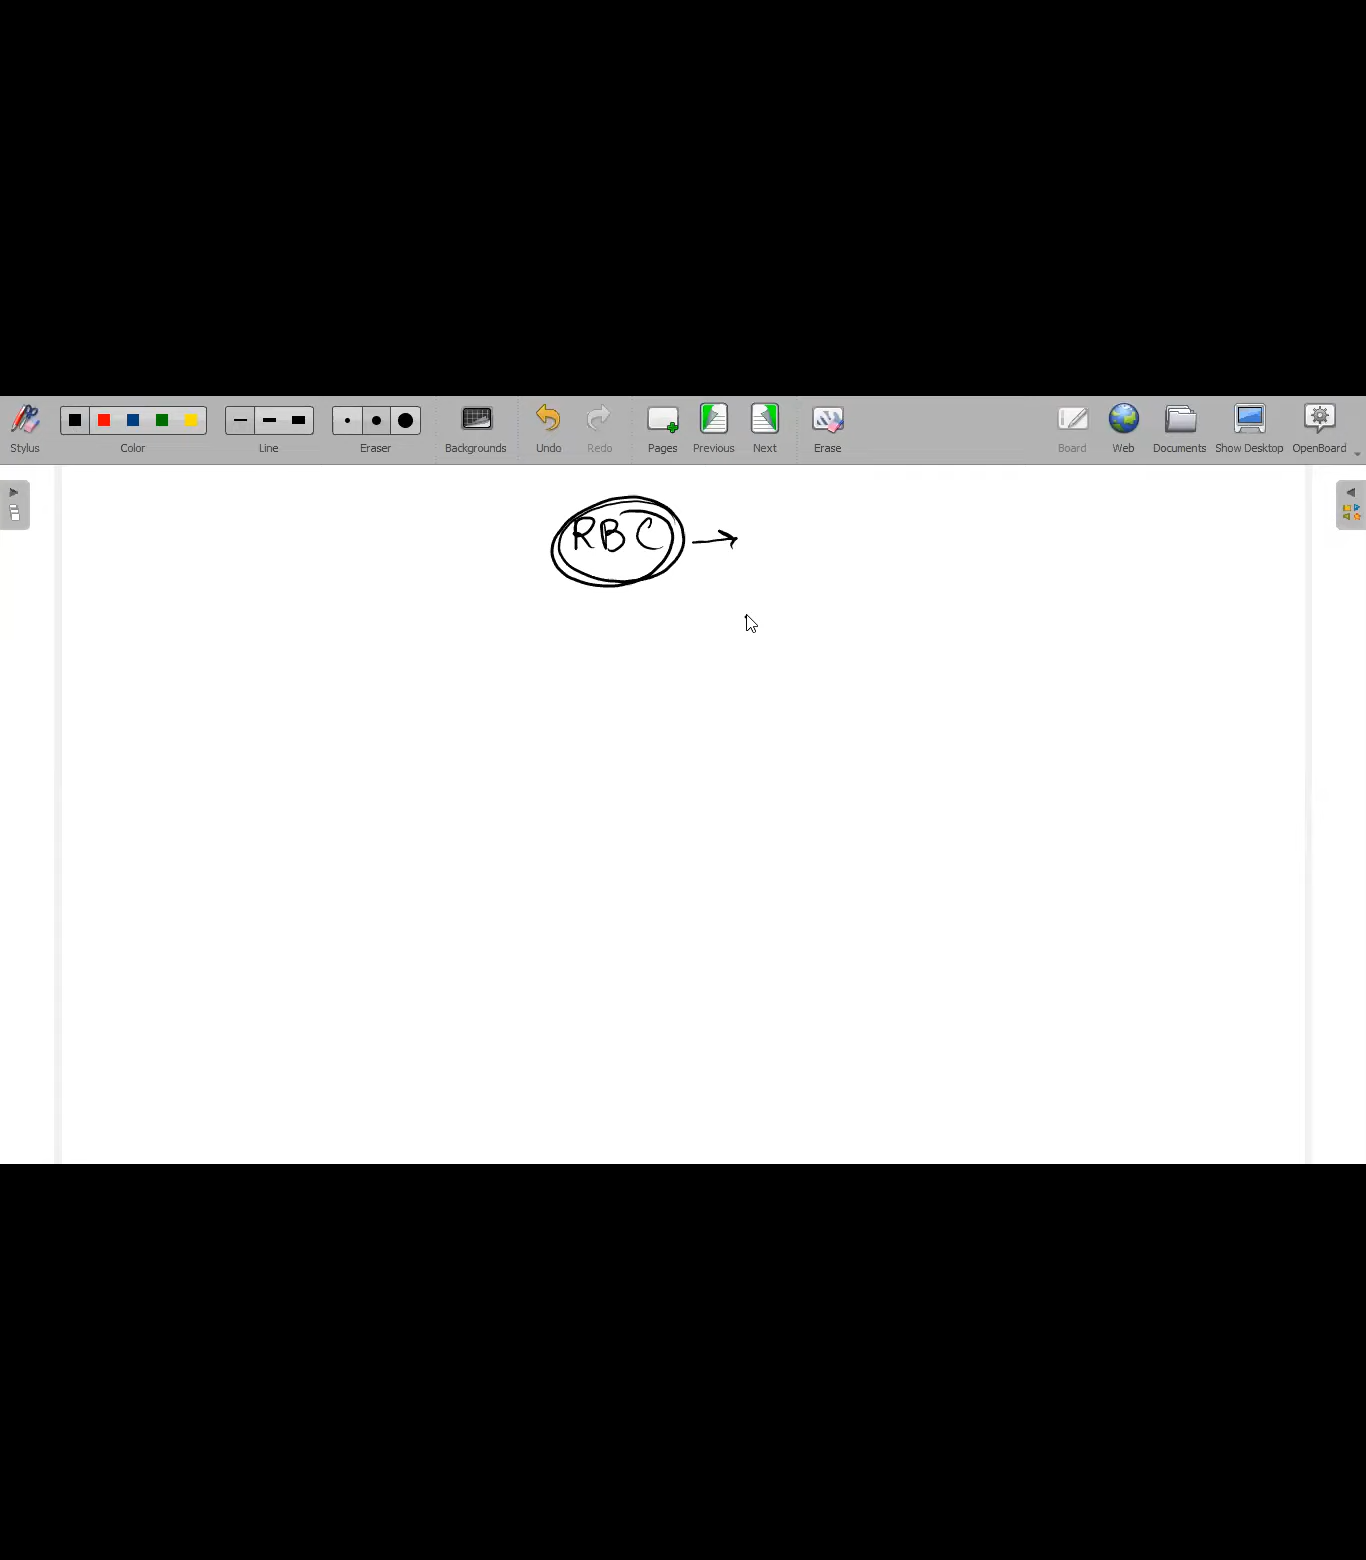 Stylus Color Line Eraser Backgrounds Undo Redo Pages Previous Next Erase Board Web Documents Show Desktop OpenBoard
RBC →